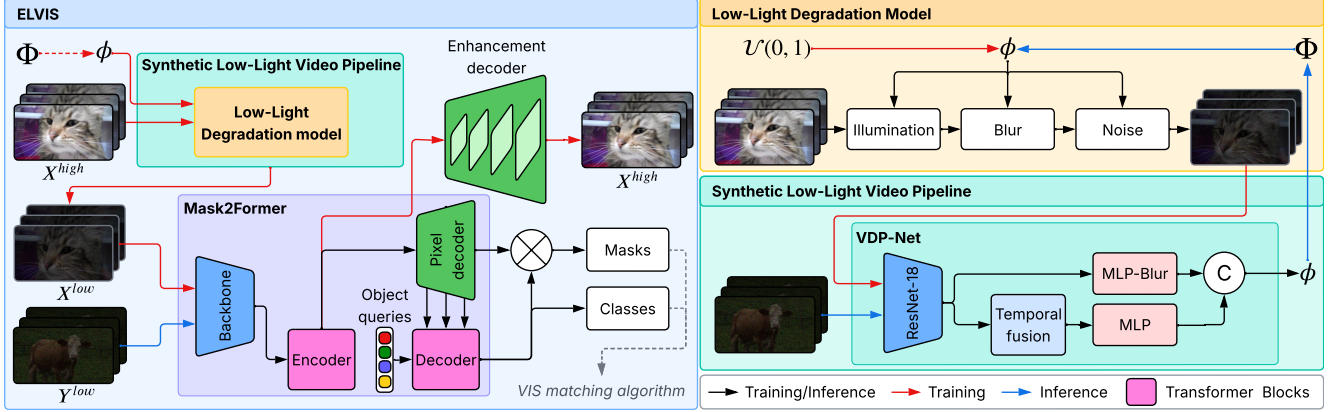 ELVIS
Φ
ϕ
Synthetic Low-Light Video Pipeline
Low-Light
Degradation model
X^{high}
Enhancement
decoder
X^{high}
X^{low}
Y^{low}
Mask2Former
Backbone
Encoder
Object
queries
Pixel
decoder
Decoder
Masks
Classes
VIS matching algorithm
Low-Light Degradation Model
𝒰(0, 1)
ϕ
Φ
Illumination
Blur
Noise
Synthetic Low-Light Video Pipeline
VDP-Net
ResNet-18
Temporal
fusion
MLP-Blur
MLP
C
ϕ
Training/Inference
Training
Inference
Transformer Blocks